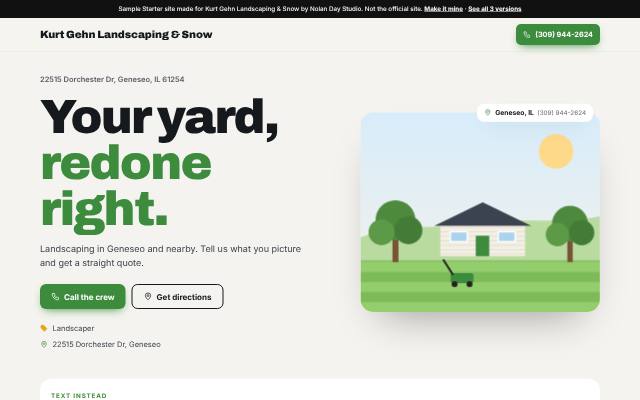 Sample Starter site made for Kurt Gehn Landscaping & Snow by Nolan Day Studio. Not the official site. Make it mine · See all 3 versions
Kurt Gehn Landscaping & Snow
(309) 944-2624
22515 Dorchester Dr, Geneseo, IL 61254
Your yard,
redone
right.
Geneseo, IL (309) 944-2624
Landscaping in Geneseo and nearby. Tell us what you picture
and get a straight quote.
Call the crew
Get directions
Landscaper
22515 Dorchester Dr, Geneseo
TEXT INSTEAD